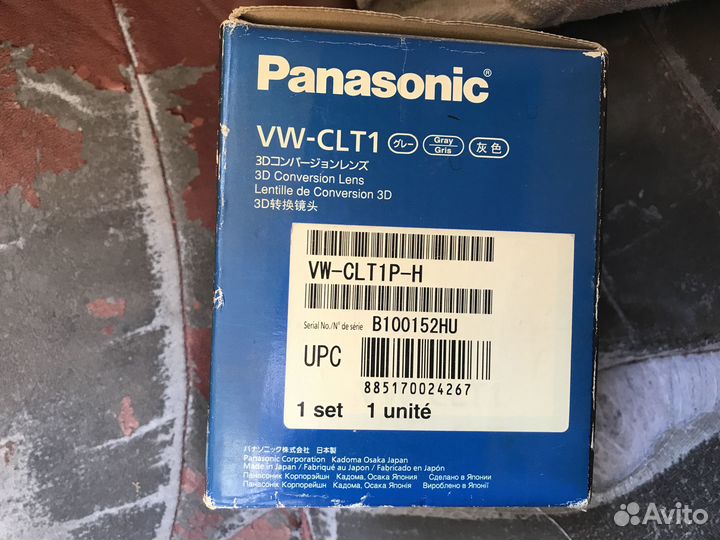 Panasonic®
VW-CLT1 グレー Gray Gris 灰色
3Dコンバージョンレンズ
3D Conversion Lens
Lentille de Conversion 3D
3D转换镜头
VW-CLT1P-H
Serial No./N° de série B100152HU
UPC
885170024267
1 set 1 unité
パナソニック株式会社 日本製
Panasonic Corporation Kadoma Osaka Japan
Made in Japan / Fabriqué au Japon / Fabricado en Japón
Панасоник Корпорэйшн Кадома, Осака Япония Сделано в Японии
Панасонік Корпорейшн Кадома, Осака Японія Вироблено в Японії
Avito